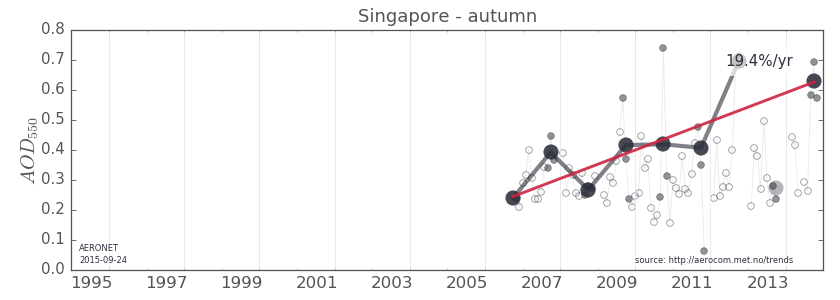 Singapore - autumn
0.8
0.7
0.6
0.5
0.4
0.3
0.2
0.1
0.0
AOD550
19.4%/yr
AERONET
2015-09-24
source: http://aerocom.met.no/trends
1995 1997 1999 2001 2003 2005 2007 2009 2011 2013